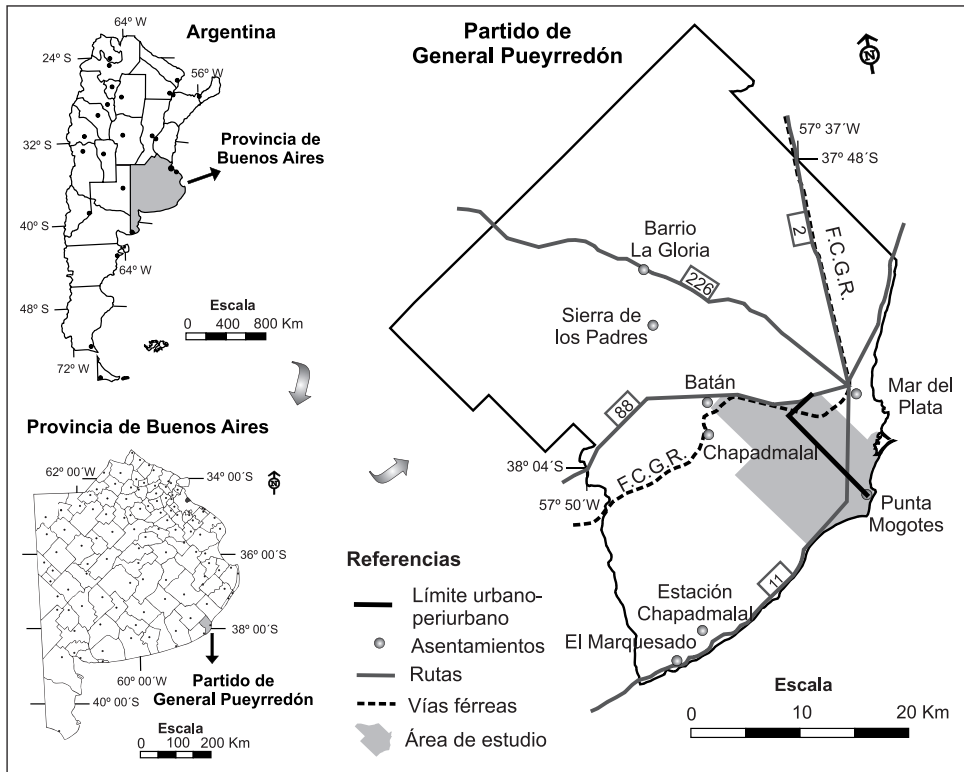 64º W
Argentina
24º S
56º W
32º S
Provincia de
Buenos Aires
40º S
64º W
48º S
Escala
0 400 800 Km
72º W
Provincia de Buenos Aires
62º 00´W
34º 00´S
N
36º 00´S
38º 00´S
60º 00´W
Partido de
General Pueyrredón
40º 00´S
Escala
0 100 200 Km
Partido de
General Pueyrredón
N
57º 37´W
37º 48´S
2
F.C.G.R.
Barrio
La Gloria
226
Sierra de
los Padres
Batán
Mar del
Plata
88
Chapadmalal
38º 04´S
F.C.G.R.
57º 50´W
Punta
Mogotes
11
Estación
Chapadmalal
El Marquesado
Referencias
Límite urbano-
periurbano
Asentamientos
Rutas
Vías férreas
Área de estudio
Escala
0 10 20 Km